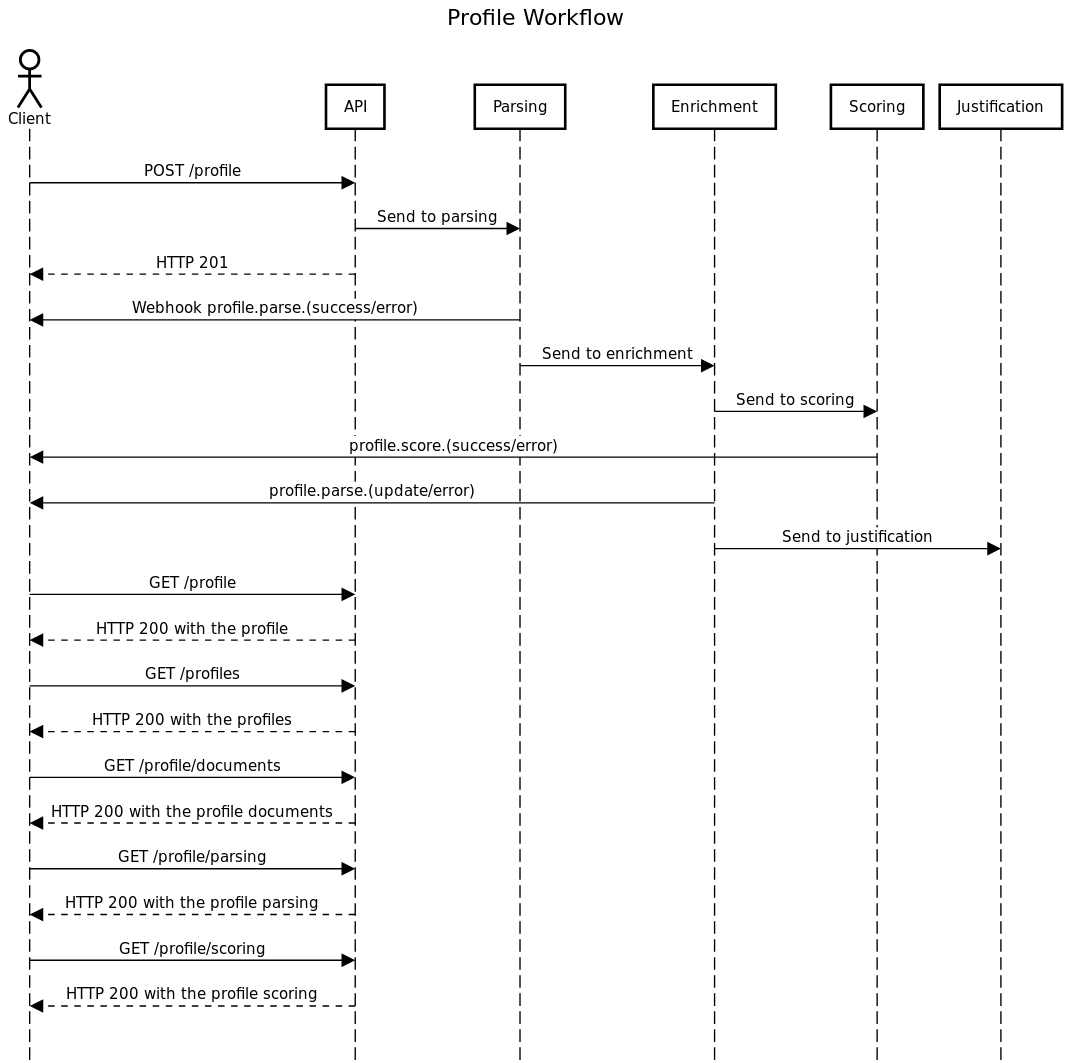 Profile Workflow
Client
API
Parsing
Enrichment
Scoring
Justification
POST /profile
Send to parsing
HTTP 201
Webhook profile.parse.(success/error)
Send to enrichment
Send to scoring
profile.score.(success/error)
profile.parse.(update/error)
Send to justification
GET /profile
HTTP 200 with the profile
GET /profiles
HTTP 200 with the profiles
GET /profile/documents
HTTP 200 with the profile documents
GET /profile/parsing
HTTP 200 with the profile parsing
GET /profile/scoring
HTTP 200 with the profile scoring